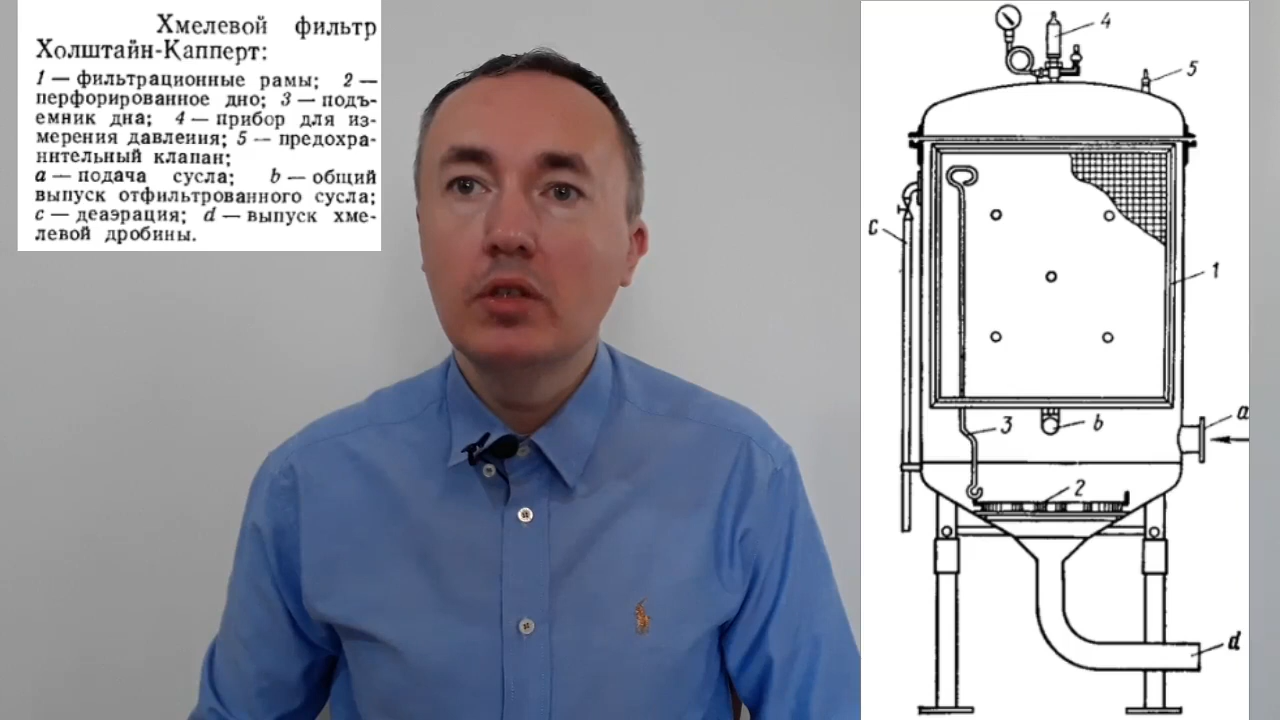 Хмелевой фильтр
Холштайн-Капперт:
1 — фильтрационные рамы; 2 —
перфорированное дно; 3 — подъ-
емник дна; 4 — прибор для из-
мерения давления; 5 — предохра-
нительный клапан;
a — подача сусла; b — общий
выпуск отфильтрованного сусла;
c — деаэрация; d — выпуск хме-
левой дробины.
4
5
c
1
a
3
b
2
d